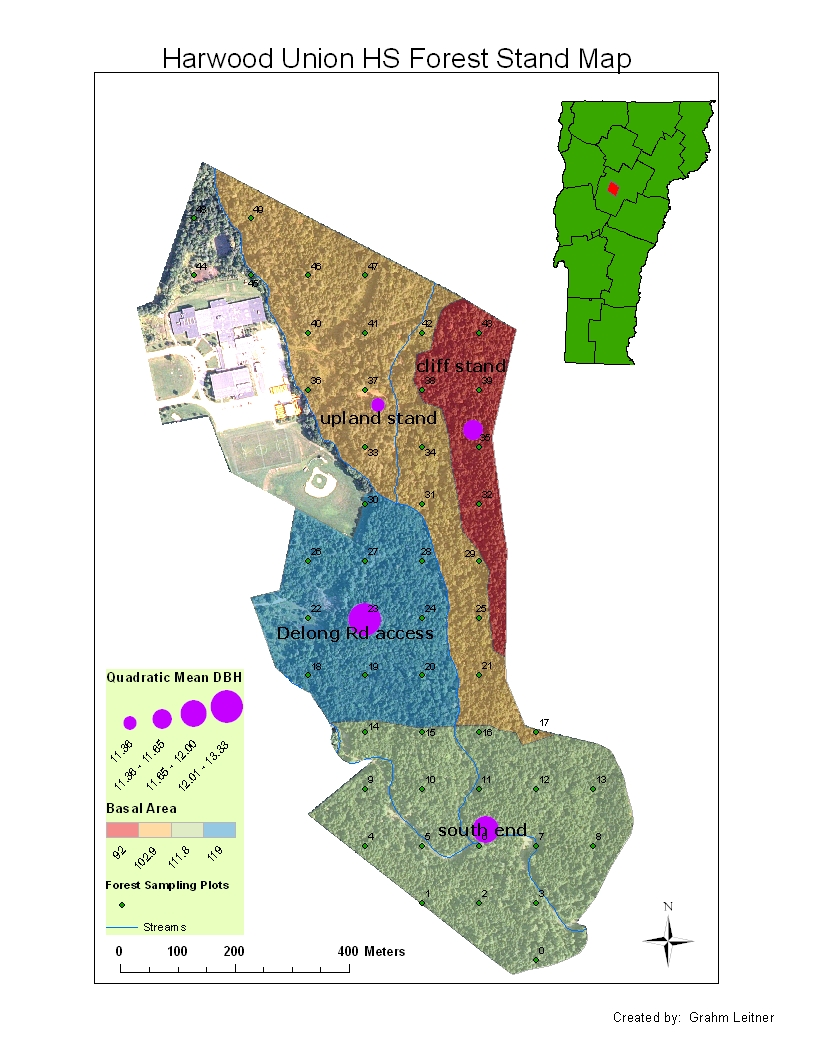 Harwood Union HS Forest Stand Map
48 49
44 45 46 47
40 41 42 43
cliff stand
36 37 38 39
upland stand
33 34 35
30 31 32
26 27 28 29
22 23 24 25
Delong Rd access
18 19 20 21
14 15 16 17
9 10 11 12 13
south end
4 5 6 7 8
1 2 3
0
Quadratic Mean DBH
11.36
11.36 - 11.65
11.65 - 12.00
12.01 - 13.33
Basal Area
92
102.9
111.8
119
Forest Sampling Plots
Streams
0 100 200 400 Meters
N
Created by: Grahm Leitner